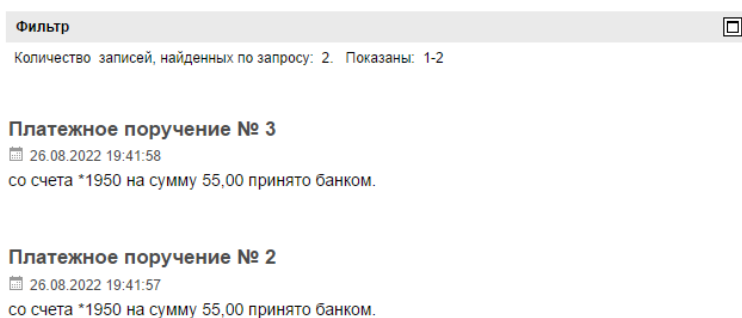 Фильтр
Количество записей, найденных по запросу: 2. Показаны: 1-2
Платежное поручение № 3
26.08.2022 19:41:58
со счета *1950 на сумму 55,00 принято банком.
Платежное поручение № 2
26.08.2022 19:41:57
со счета *1950 на сумму 55,00 принято банком.